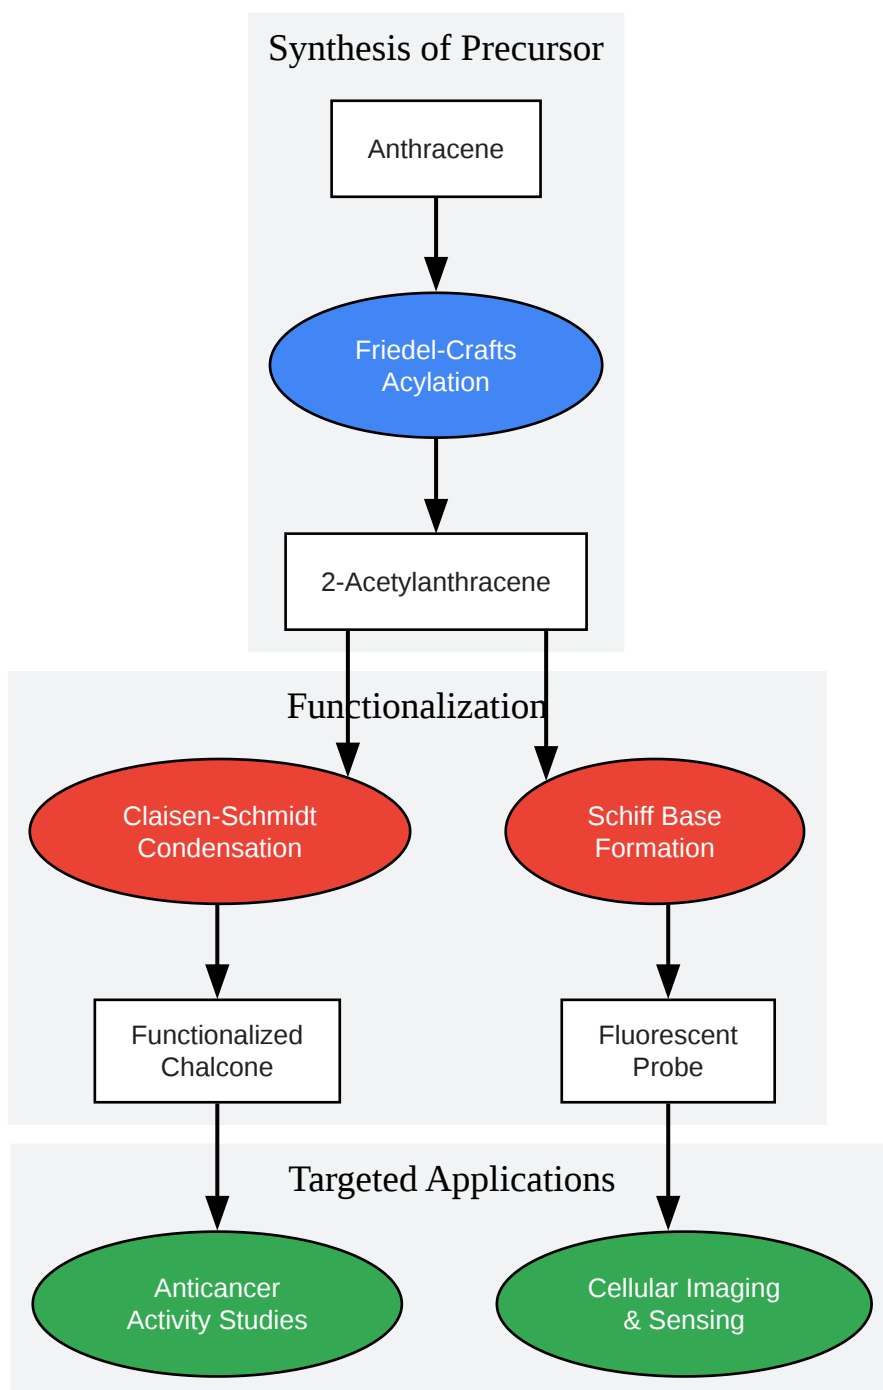 Synthesis of Precursor
Anthracene
Friedel-Crafts
Acylation
2-Acetylanthracene
Functionalization
Claisen-Schmidt
Condensation
Schiff Base
Formation
Functionalized
Chalcone
Fluorescent
Probe
Targeted Applications
Anticancer
Activity Studies
Cellular Imaging
& Sensing